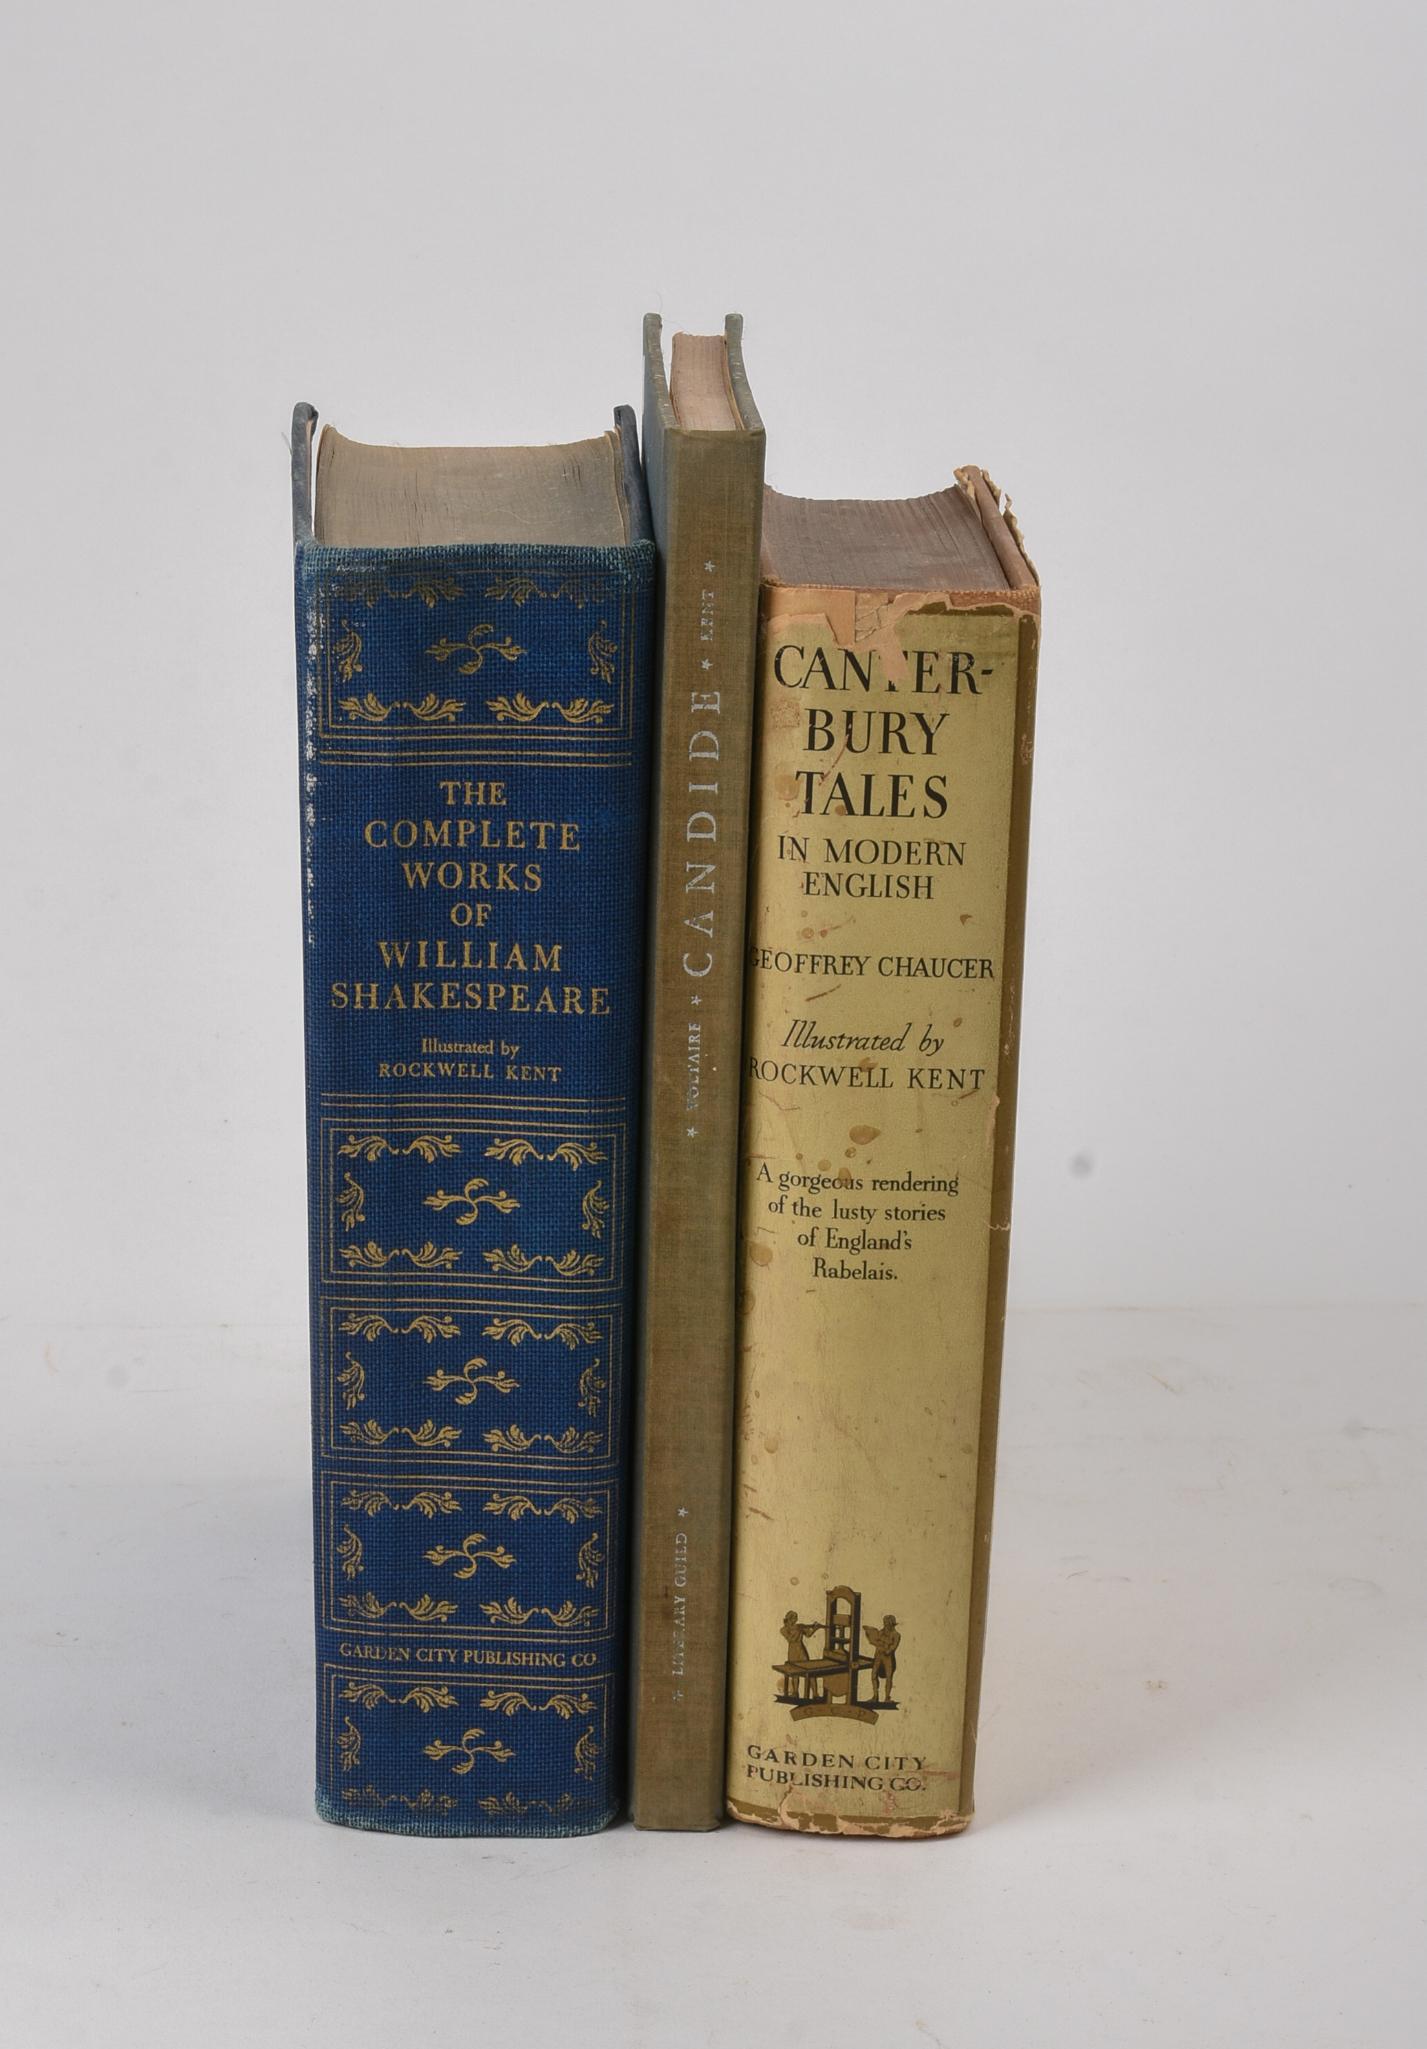 THE
COMPLETE
WORKS
OF
WILLIAM
SHAKESPEARE
Illustrated by
ROCKWELL KENT
GARDEN CITY PUBLISHING CO.
★ VOLTAIRE ★ CANDIDE ★ KENT ★
★ LITERARY GUILD ★
CANTER-
BURY
TALES
IN MODERN
ENGLISH
GEOFFREY CHAUCER
Illustrated by
ROCKWELL KENT
A gorgeous rendering
of the lusty stories
of England's
Rabelais.
G·C·P
GARDEN CITY
PUBLISHING CO.